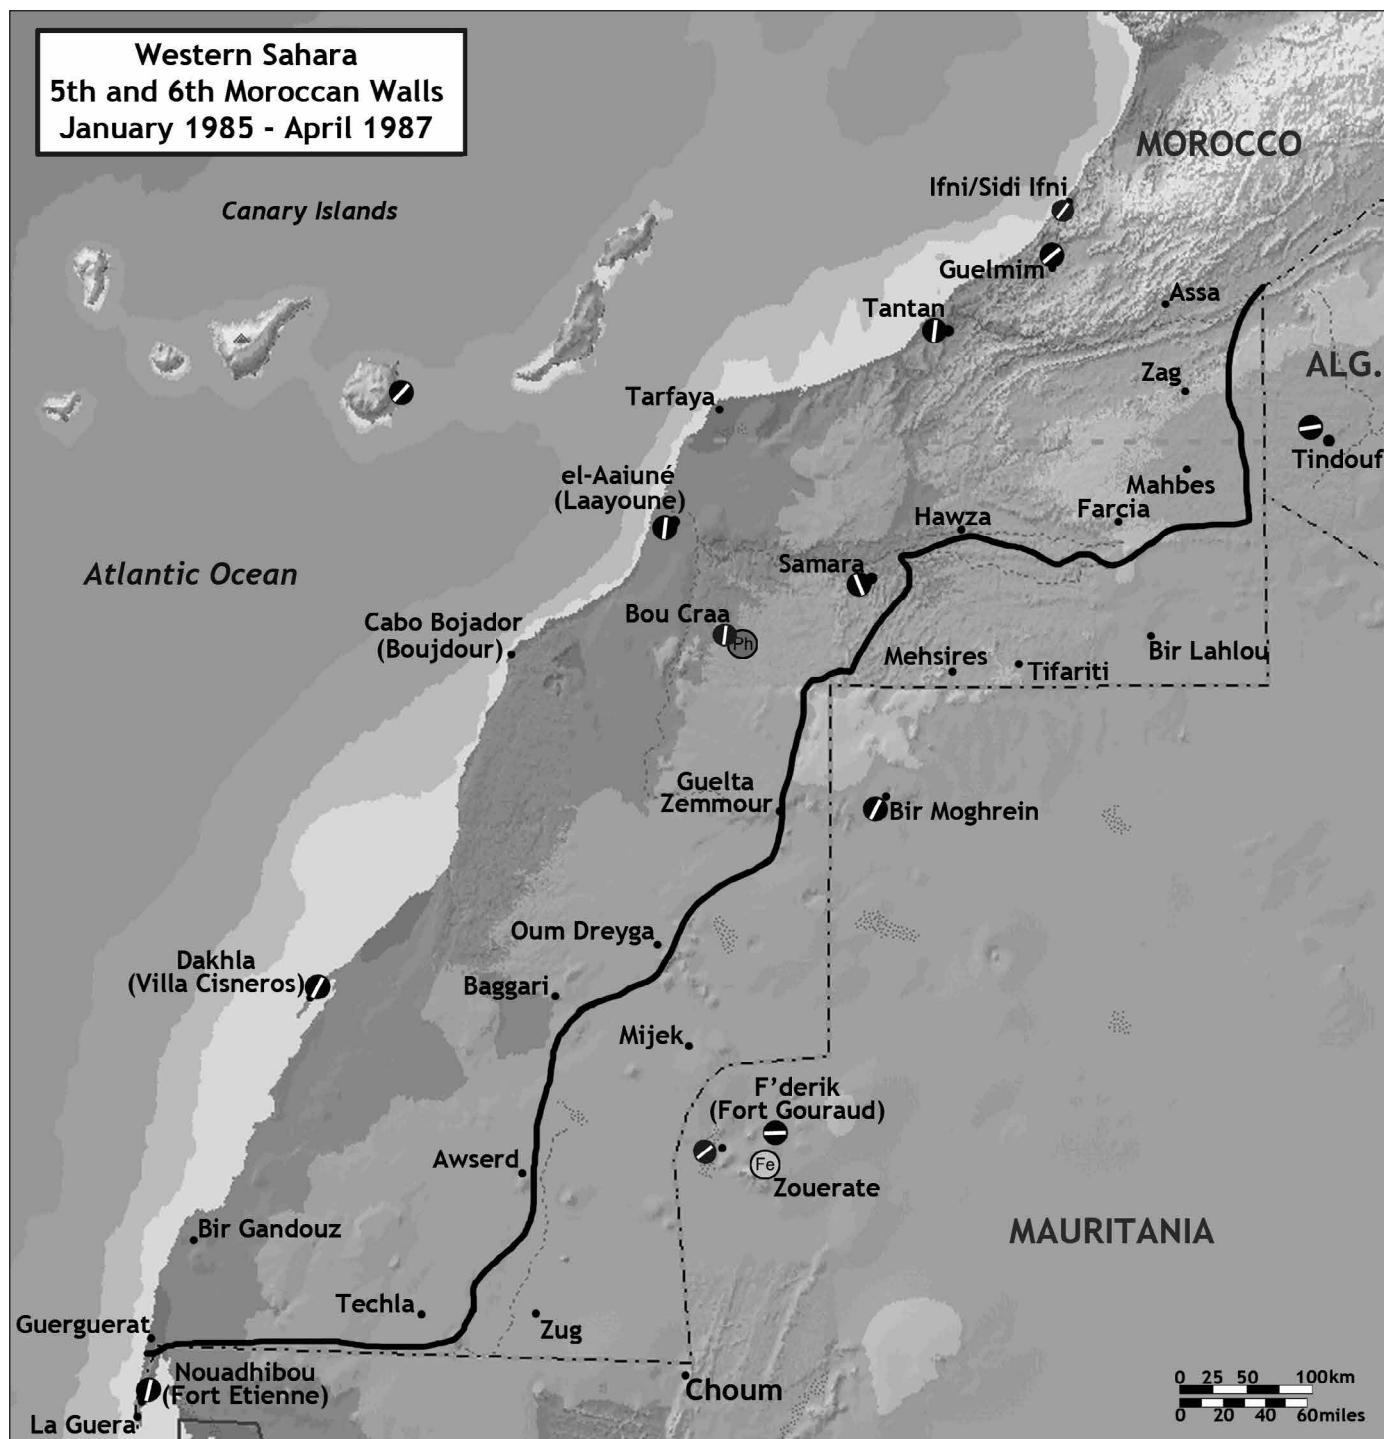 Western Sahara
5th and 6th Moroccan Walls
January 1985 - April 1987
MOROCCO
Ifni/Sidi Ifni
Canary Islands
Guelmim
Assa
Tantan
ALG.
Zag
Tarfaya
Tindouf
el-Aaiuné
(Laayoune)
Mahbes
Farcia
Hawza
Samara
Atlantic Ocean
Bou Craa
Ph
Cabo Bojador
(Boujdour)
Mehsires
Tifariti
Bir Lahlou
Guelta
Zemmour
Bir Moghrein
Oum Dreyga
Dakhla
(Villa Cisneros)
Baggari
Mijek
F'derik
(Fort Gouraud)
Awserd
Fe
Zouerate
Bir Gandouz
MAURITANIA
Techla
Guerguerat
Zug
Nouadhibou
(Fort Etienne)
Choum
La Guera
0 25 50 100km
0 20 40 60miles